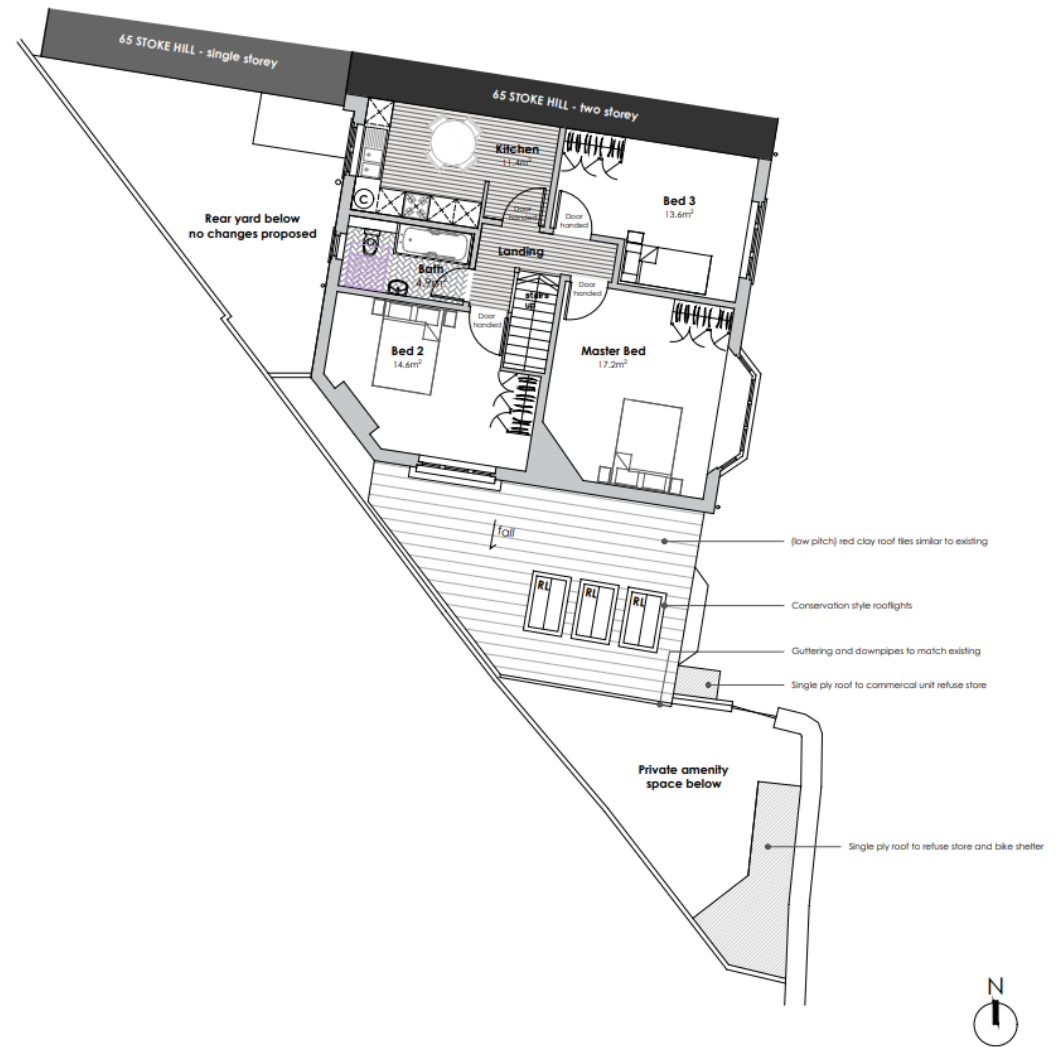 65 STOKE HILL - single storey
65 STOKE HILL - two storey
Kitchen
11.4m²
Bed 3
13.6m²
Rear yard below
no changes proposed
C
Door
handed
Door
handed
Landing
Bath
4.9m²
stairs
up
Door
handed
Door
handed
Bed 2
14.6m²
Master Bed
17.2m²
fall
(low pitch) red clay roof tiles similar to existing
RL
RL
RL
Conservation style rooflights
Guttering and downpipes to match existing
Single ply roof to commercal unit refuse store
Private amenity
space below
Single ply roof to refuse store and bike shelter
N